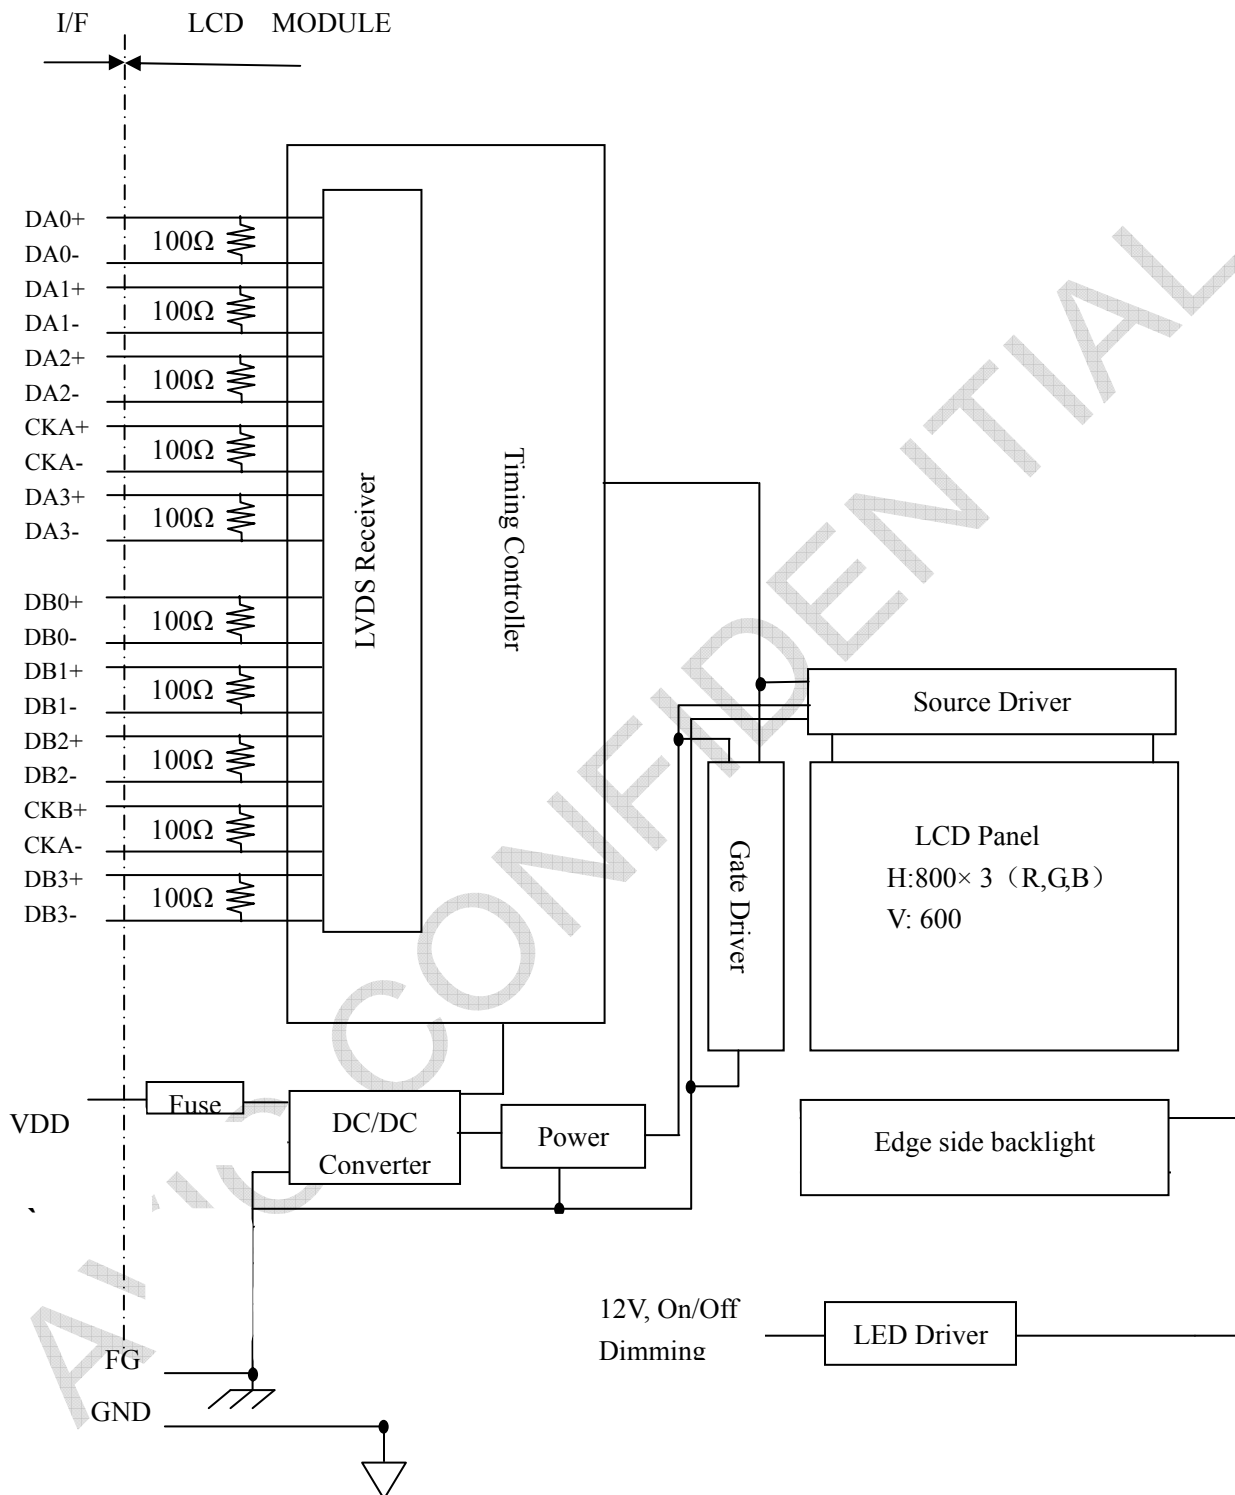 I/F LCD MODULE
DA0+
100Ω
DA0-
DA1+
100Ω
DA1-
DA2+
100Ω
DA2-
CKA+
100Ω
CKA-
DA3+
100Ω
DA3-
DB0+
100Ω
DB0-
DB1+
100Ω
DB1-
DB2+
100Ω
DB2-
CKB+
100Ω
CKA-
DB3+
100Ω
DB3-
LVDS Receiver
Timing Controller
Source Driver
Gate Driver
LCD Panel
H:800× 3（R,G,B）
V: 600
VDD
Fuse
DC/DC
Converter
Power
Edge side backlight
12V, On/Off
Dimming
LED Driver
FG
GND
AVIC CONFIDENTIAL